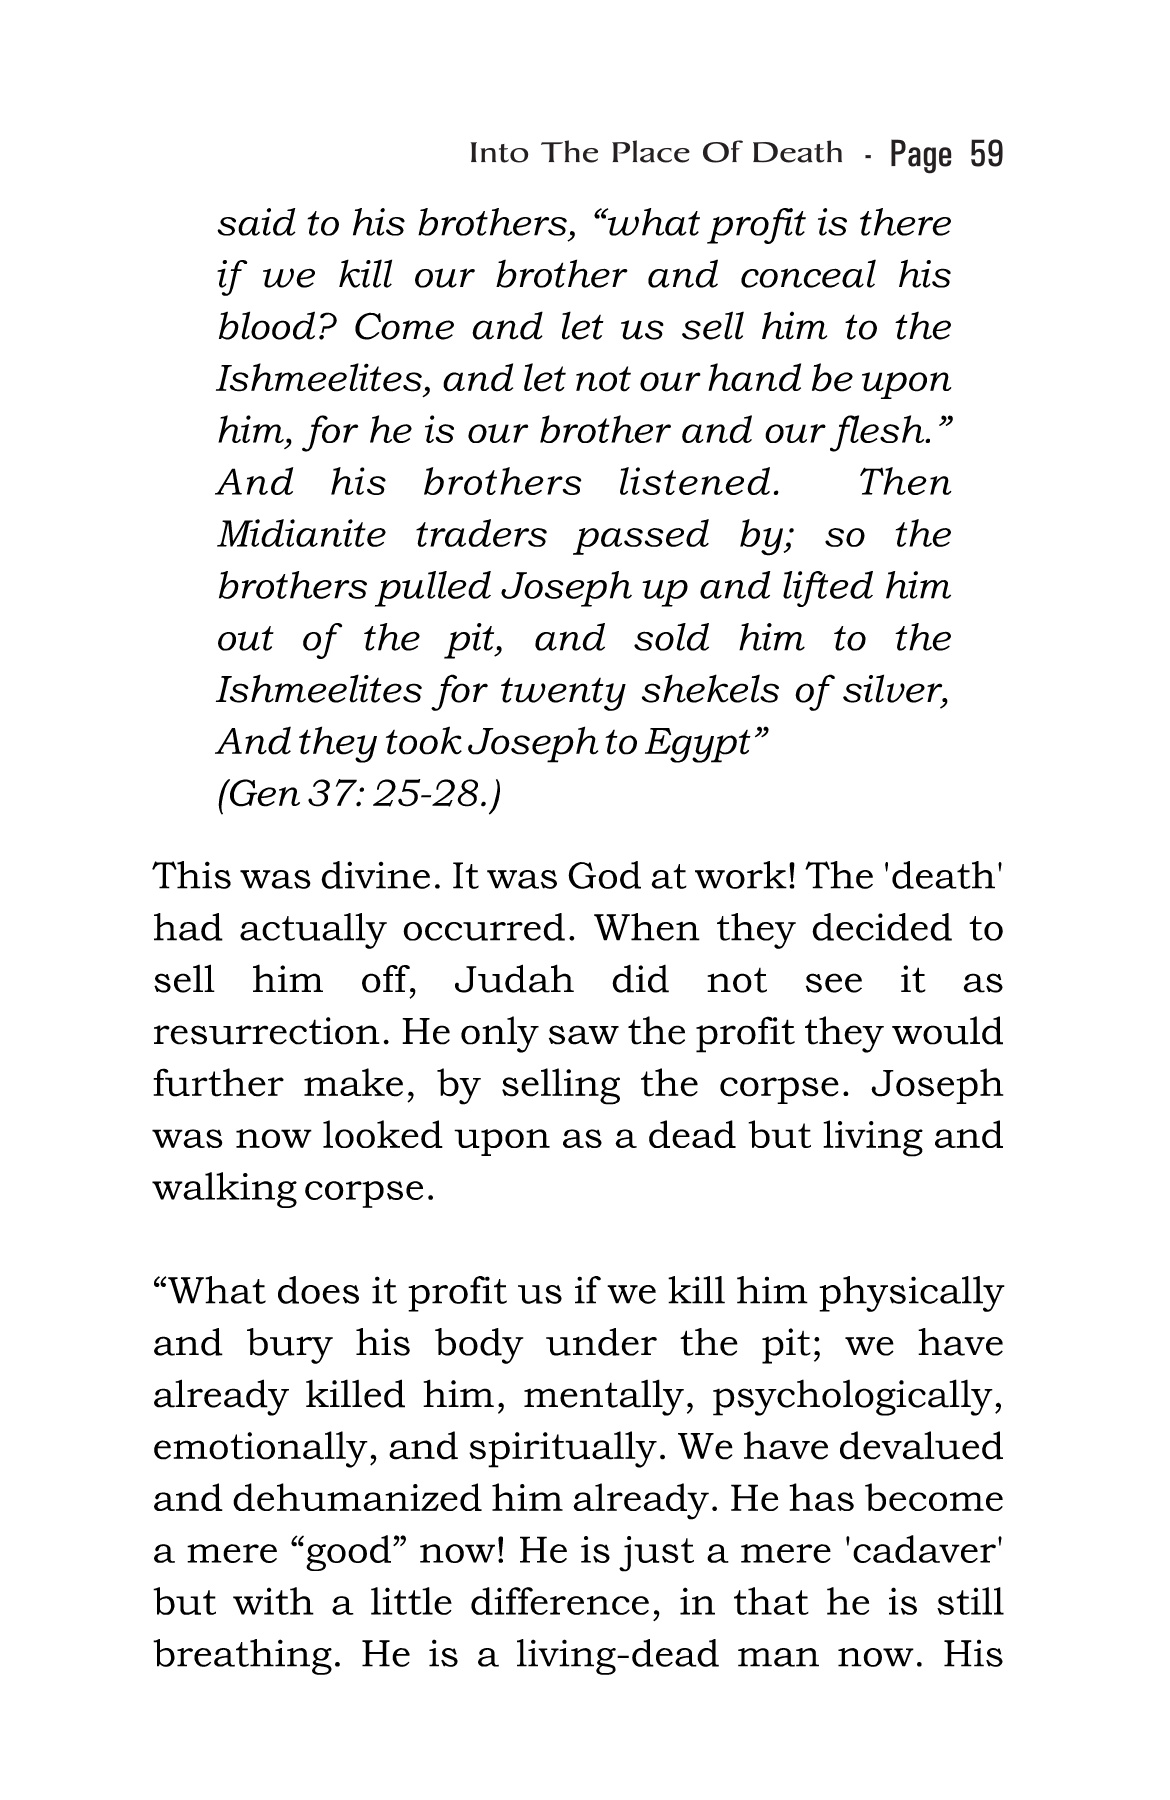 Into The Place Of Death - Page 59
said to his brothers, “what profit is there
if we kill our brother and conceal his
blood? Come and let us sell him to the
Ishmeelites, and let not our hand be upon
him, for he is our brother and our flesh.”
And his brothers listened. Then
Midianite traders passed by; so the
brothers pulled Joseph up and lifted him
out of the pit, and sold him to the
Ishmeelites for twenty shekels of silver,
And they took Joseph to Egypt”
(Gen 37: 25-28.)
This was divine. It was God at work! The 'death'
had actually occurred. When they decided to
sell him off, Judah did not see it as
resurrection. He only saw the profit they would
further make, by selling the corpse. Joseph
was now looked upon as a dead but living and
walking corpse.
“What does it profit us if we kill him physically
and bury his body under the pit; we have
already killed him, mentally, psychologically,
emotionally, and spiritually. We have devalued
and dehumanized him already. He has become
a mere “good” now! He is just a mere 'cadaver'
but with a little difference, in that he is still
breathing. He is a living-dead man now. His